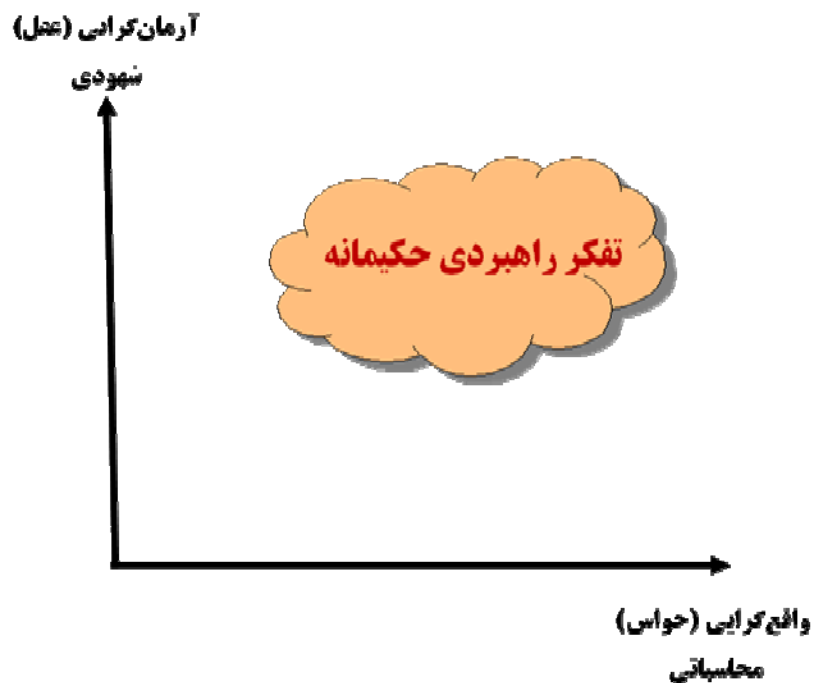 آرمان‌گرایی (عقل)
شهودی
تفکر راهبردی حکیمانه
واقع‌گرایی (حواس)
محاسباتی